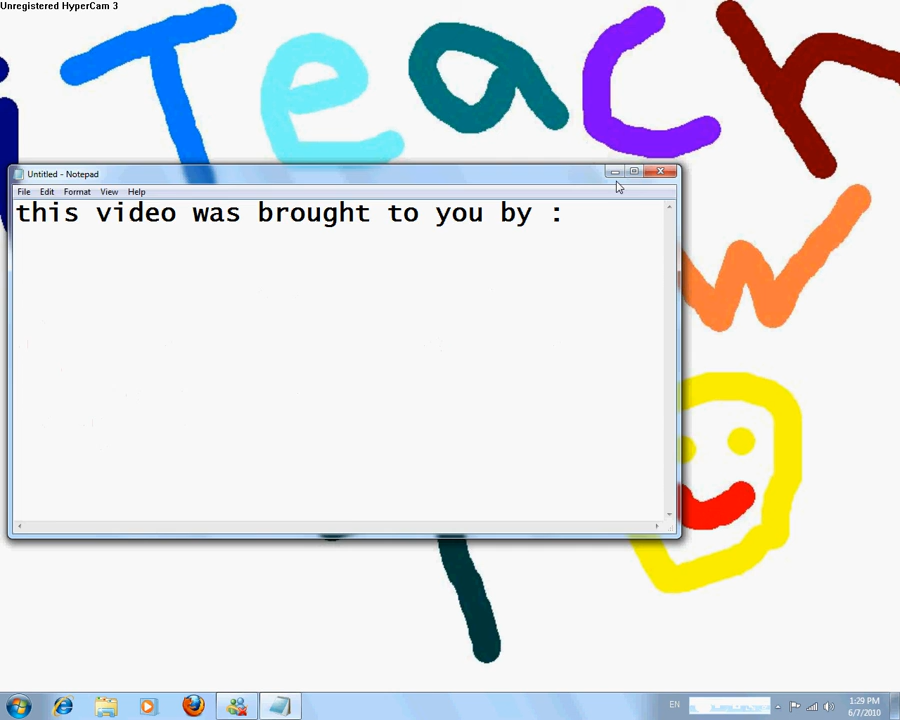 Unregistered HyperCam 3
iTeach
Untitled - Notepad
File Edit Format View Help
this video was brought to you by :
w
EN
1:29 PM
6/7/2010